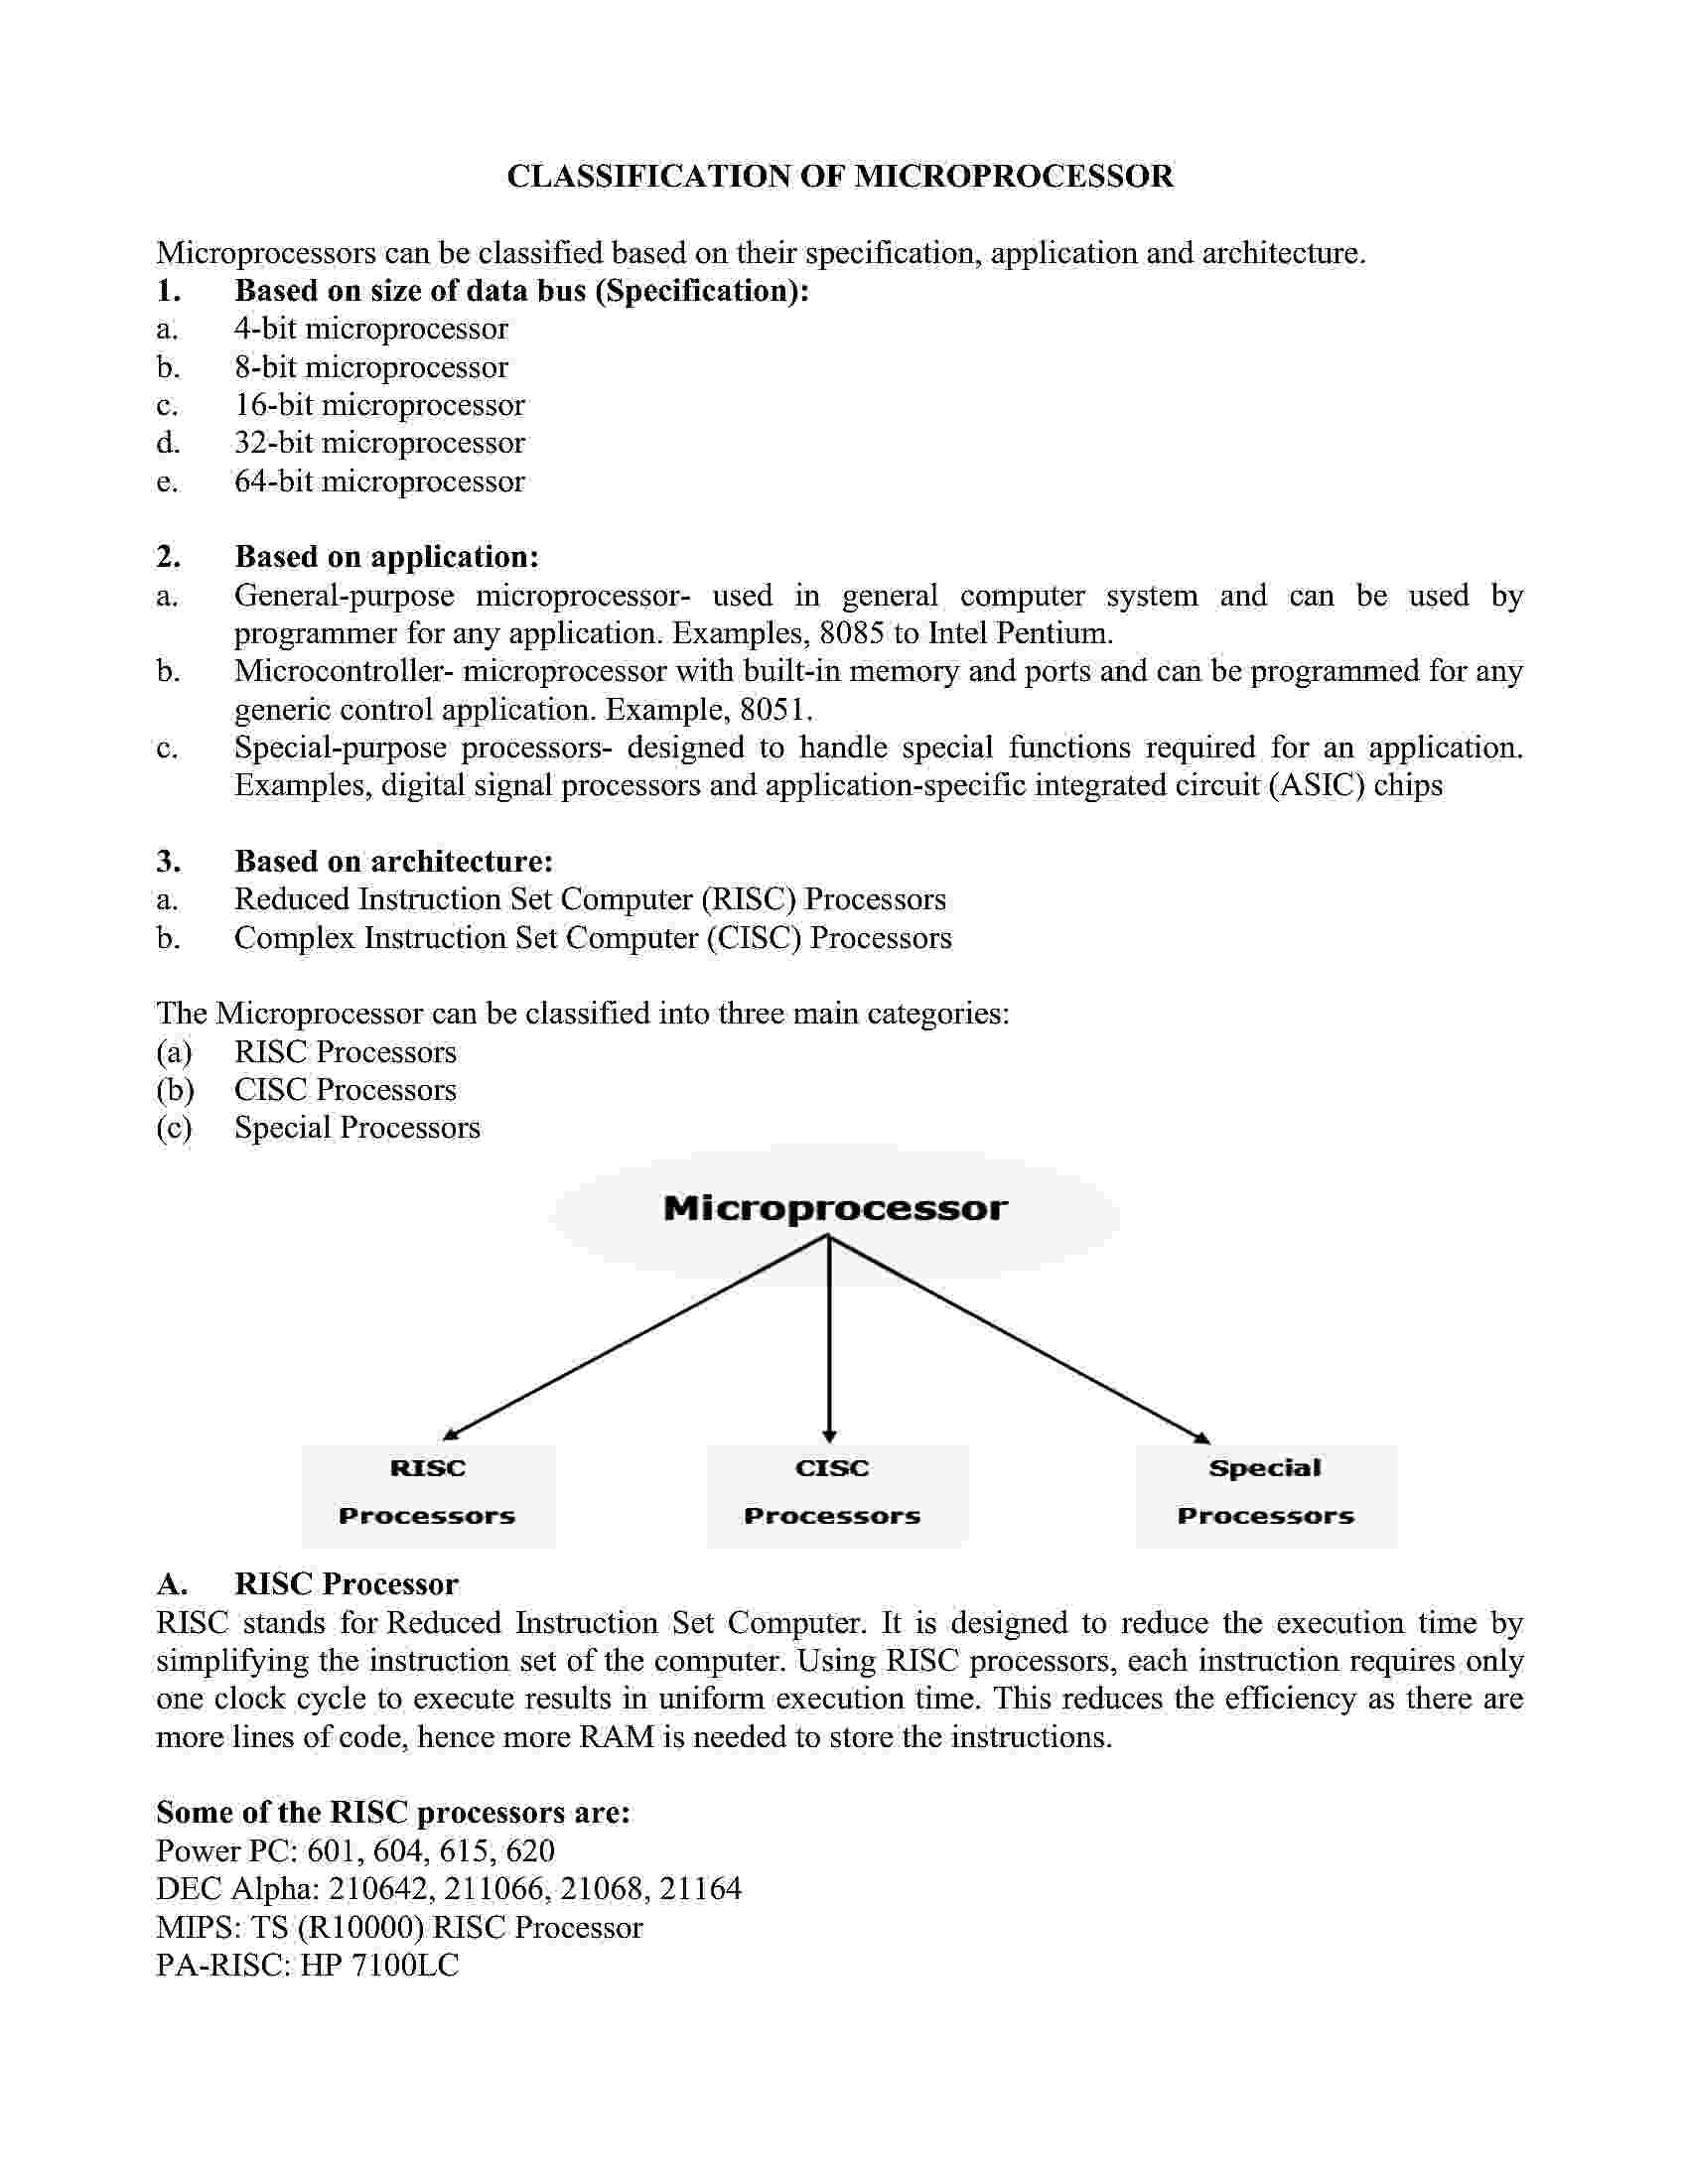 CLASSIFICATION OF MICROPROCESSOR
Microprocessors can be classified based on their specification, application and architecture.
1. Based on size of data bus (Specification):
a. 4-bit microprocessor
b. 8-bit microprocessor
c. 16-bit microprocessor
d. 32-bit microprocessor
e. 64-bit microprocessor
2. Based on application:
a. General-purpose microprocessor- used in general computer system and can be used by
programmer for any application. Examples, 8085 to Intel Pentium.
b. Microcontroller- microprocessor with built-in memory and ports and can be programmed for any
generic control application. Example, 8051.
c. Special-purpose processors- designed to handle special functions required for an application.
Examples, digital signal processors and application-specific integrated circuit (ASIC) chips
3. Based on architecture:
a. Reduced Instruction Set Computer (RISC) Processors
b. Complex Instruction Set Computer (CISC) Processors
The Microprocessor can be classified into three main categories:
(a) RISC Processors
(b) CISC Processors
(c) Special Processors
Microprocessor
RISC
Processors
CISC
Processors
Special
Processors
A. RISC Processor
RISC stands for Reduced Instruction Set Computer. It is designed to reduce the execution time by
simplifying the instruction set of the computer. Using RISC processors, each instruction requires only
one clock cycle to execute results in uniform execution time. This reduces the efficiency as there are
more lines of code, hence more RAM is needed to store the instructions.
Some of the RISC processors are:
Power PC: 601, 604, 615, 620
DEC Alpha: 210642, 211066, 21068, 21164
MIPS: TS (R10000) RISC Processor
PA-RISC: HP 7100LC